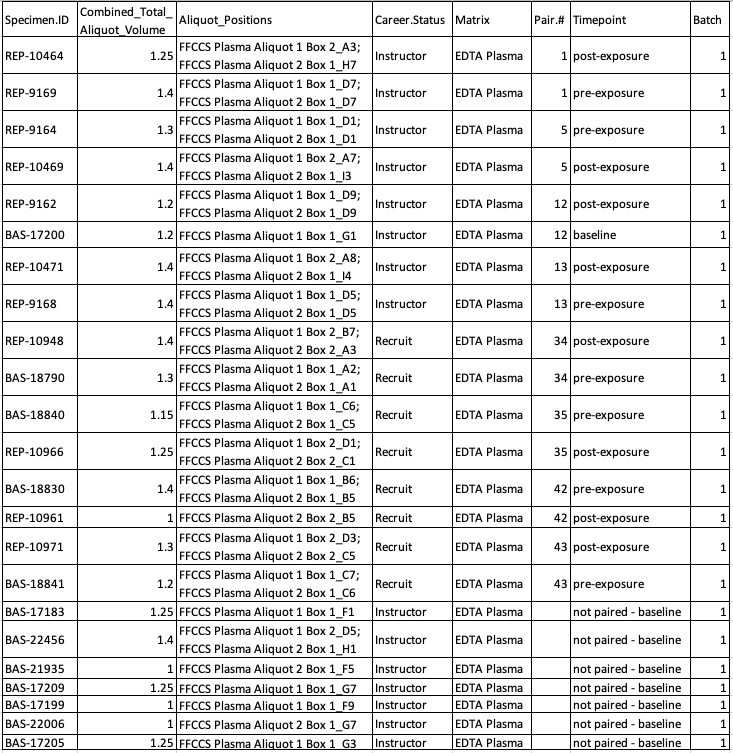 Specimen.ID Combined_Total_ Aliquot_Volume Aliquot_Positions Career.Status Matrix Pair.# Timepoint Batch
REP-10464 1.25 FFCCS Plasma Aliquot 1 Box 2_A3; FFCCS Plasma Aliquot 2 Box 1_H7 Instructor EDTA Plasma 1 post-exposure 1
REP-9169 1.4 FFCCS Plasma Aliquot 1 Box 1_D7; FFCCS Plasma Aliquot 2 Box 1_D7 Instructor EDTA Plasma 1 pre-exposure 1
REP-9164 1.3 FFCCS Plasma Aliquot 1 Box 1_D1; FFCCS Plasma Aliquot 2 Box 1_D1 Instructor EDTA Plasma 5 pre-exposure 1
REP-10469 1.4 FFCCS Plasma Aliquot 1 Box 2_A7; FFCCS Plasma Aliquot 2 Box 1_I3 Instructor EDTA Plasma 5 post-exposure 1
REP-9162 1.2 FFCCS Plasma Aliquot 1 Box 1_D9; FFCCS Plasma Aliquot 2 Box 1_D9 Instructor EDTA Plasma 12 post-exposure 1
BAS-17200 1.2 FFCCS Plasma Aliquot 1 Box 1_G1 Instructor EDTA Plasma 12 baseline 1
REP-10471 1.4 FFCCS Plasma Aliquot 1 Box 2_A8; FFCCS Plasma Aliquot 2 Box 1_I4 Instructor EDTA Plasma 13 post-exposure 1
REP-9168 1.4 FFCCS Plasma Aliquot 1 Box 1_D5; FFCCS Plasma Aliquot 2 Box 1_D5 Instructor EDTA Plasma 13 pre-exposure 1
REP-10948 1.4 FFCCS Plasma Aliquot 1 Box 2_B7; FFCCS Plasma Aliquot 2 Box 2_A3 Recruit EDTA Plasma 34 post-exposure 1
BAS-18790 1.3 FFCCS Plasma Aliquot 1 Box 1_A2; FFCCS Plasma Aliquot 2 Box 1_A1 Recruit EDTA Plasma 34 pre-exposure 1
BAS-18840 1.15 FFCCS Plasma Aliquot 1 Box 1_C6; FFCCS Plasma Aliquot 2 Box 1_C5 Recruit EDTA Plasma 35 pre-exposure 1
REP-10966 1.25 FFCCS Plasma Aliquot 1 Box 2_D1; FFCCS Plasma Aliquot 2 Box 2_C1 Recruit EDTA Plasma 35 post-exposure 1
BAS-18830 1.4 FFCCS Plasma Aliquot 1 Box 1_B6; FFCCS Plasma Aliquot 2 Box 1_B5 Recruit EDTA Plasma 42 pre-exposure 1
REP-10961 1 FFCCS Plasma Aliquot 2 Box 2_B5 Recruit EDTA Plasma 42 post-exposure 1
REP-10971 1.3 FFCCS Plasma Aliquot 1 Box 2_D3; FFCCS Plasma Aliquot 2 Box 2_C5 Recruit EDTA Plasma 43 post-exposure 1
BAS-18841 1.2 FFCCS Plasma Aliquot 1 Box 1_C7; FFCCS Plasma Aliquot 2 Box 1_C6 Recruit EDTA Plasma 43 pre-exposure 1
BAS-17183 1.25 FFCCS Plasma Aliquot 1 Box 1_F1 Instructor EDTA Plasma not paired - baseline 1
BAS-22456 1.4 FFCCS Plasma Aliquot 1 Box 2_D5; FFCCS Plasma Aliquot 2 Box 1_H1 Instructor EDTA Plasma not paired - baseline 1
BAS-21935 1 FFCCS Plasma Aliquot 2 Box 1_F5 Instructor EDTA Plasma not paired - baseline 1
BAS-17209 1.25 FFCCS Plasma Aliquot 1 Box 1_G7 Instructor EDTA Plasma not paired - baseline 1
BAS-17199 1 FFCCS Plasma Aliquot 1 Box 1_F9 Instructor EDTA Plasma not paired - baseline 1
BAS-22006 1 FFCCS Plasma Aliquot 2 Box 1_G7 Instructor EDTA Plasma not paired - baseline 1
BAS-17205 1.25 FFCCS Plasma Aliquot 1 Box 1_G3 Instructor EDTA Plasma not paired - baseline 1